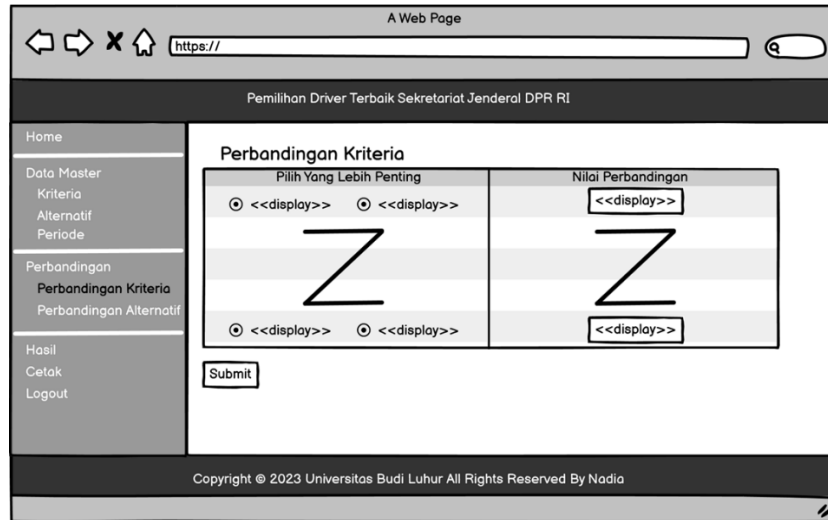 A Web Page
https://
Pemilihan Driver Terbaik Sekretariat Jenderal DPR RI
Home
Data Master
Kriteria
Alternatif
Periode
Perbandingan
Perbandingan Kriteria
Perbandingan Alternatif
Hasil
Cetak
Logout
Perbandingan Kriteria
Pilih Yang Lebih Penting Nilai Perbandingan
<<display>> <<display>> <<display>>
<<display>> <<display>> <<display>>
Submit
Copyright © 2023 Universitas Budi Luhur All Rights Reserved By Nadia